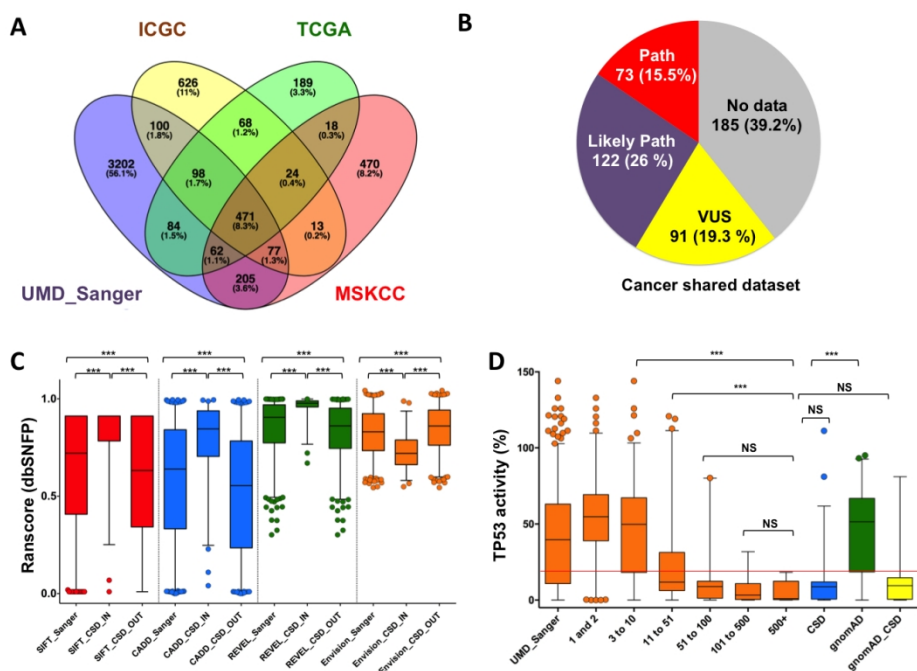 A
ICGC
TCGA
626
(11%)
189
(3.3%)
100
(1.8%)
68
(1.2%)
18
(0.3%)
3202
(56.1%)
98
(1.7%)
24
(0.4%)
470
(8.2%)
471
(8.3%)
84
(1.5%)
13
(0.2%)
62
(1.1%)
77
(1.3%)
205
(3.6%)
UMD_Sanger
MSKCC
B
Path
73 (15.5%)
No data
185 (39.2%)
Likely Path
122 (26 %)
VUS
91 (19.3 %)
Cancer shared dataset
C
*** *** *** ***
*** *** *** *** *** *** *** ***
Ranscore (dbSNFP)
1.0
0.5
0.0
SIFT_Sanger
SIFT_CSD_IN
SIFT_CSD_OUT
CADD_Sanger
CADD_CSD_IN
CADD_CSD_OUT
REVEL_Sanger
REVEL_CSD_IN
REVEL_CSD_OUT
Envision_Sanger
Envision_CSD_IN
Envision_CSD_OUT
D
*** ***
*** NS
NS NS
NS
TP53 activity (%)
150
100
50
0
UMD_Sanger
1 and 2
3 to 10
11 to 51
51 to 100
101 to 500
500+
CSD
gnomAD
gnomAD_CSD